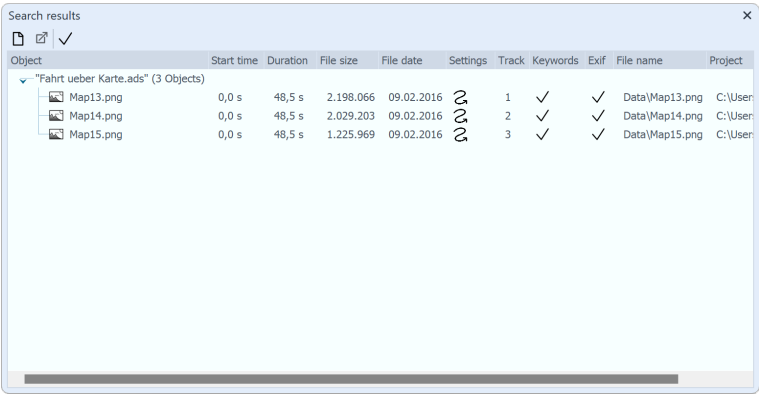 Search results
Object Start time Duration File size File date Settings Track Keywords Exif File name Project
"Fahrt ueber Karte.ads" (3 Objects)
Map13.png 0,0 s 48,5 s 2.198.066 09.02.2016 1 Data\Map13.png C:\User
Map14.png 0,0 s 48,5 s 2.029.203 09.02.2016 2 Data\Map14.png C:\User
Map15.png 0,0 s 48,5 s 1.225.969 09.02.2016 3 Data\Map15.png C:\User